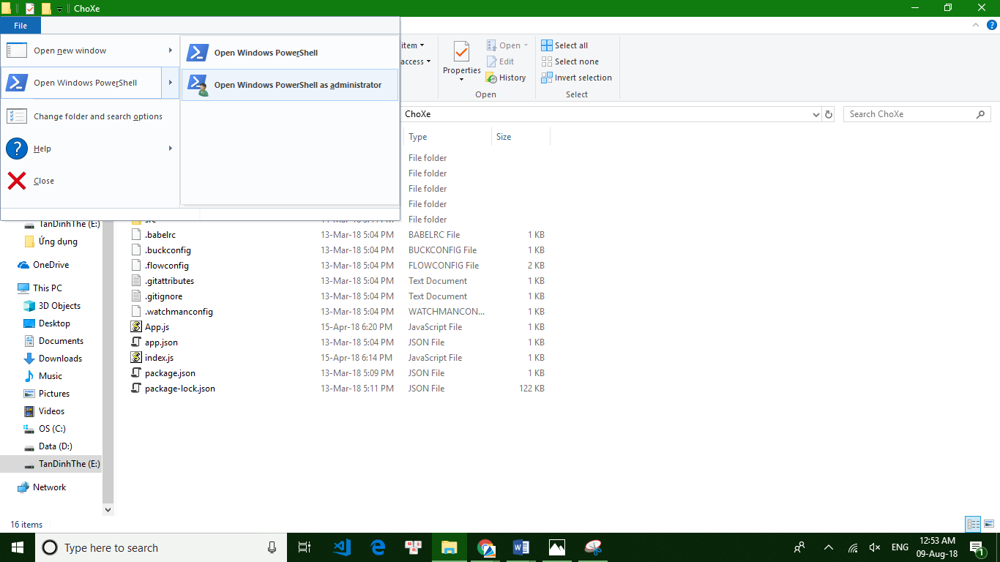 ChoXe
File
Open new window
Open Windows PowerShell
Change folder and search options
Help
Close
Open Windows PowerShell
Open Windows PowerShell as administrator
item
access
Properties
Open
Edit
History
Open
Select all
Select none
Invert selection
Select
ChoXe
Search ChoXe
Type Size
File folder
File folder
File folder
File folder
File folder
.babelrc 13-Mar-18 5:04 PM BABELRC File 1 KB
.buckconfig 13-Mar-18 5:04 PM BUCKCONFIG File 1 KB
.flowconfig 13-Mar-18 5:04 PM FLOWCONFIG File 2 KB
.gitattributes 13-Mar-18 5:04 PM Text Document 1 KB
.gitignore 13-Mar-18 5:04 PM Text Document 1 KB
.watchmanconfig 13-Mar-18 5:04 PM WATCHMANCON... 1 KB
App.js 15-Apr-18 6:20 PM JavaScript File 1 KB
app.json 13-Mar-18 5:04 PM JSON File 1 KB
index.js 15-Apr-18 6:14 PM JavaScript File 1 KB
package.json 13-Mar-18 5:09 PM JSON File 1 KB
package-lock.json 13-Mar-18 5:11 PM JSON File 122 KB
TanDinhThe (E:)
Ứng dụng
OneDrive
This PC
3D Objects
Desktop
Documents
Downloads
Music
Pictures
Videos
OS (C:)
Data (D:)
TanDinhThe (E:)
Network
16 items
Type here to search
ENG
12:53 AM
09-Aug-18
1